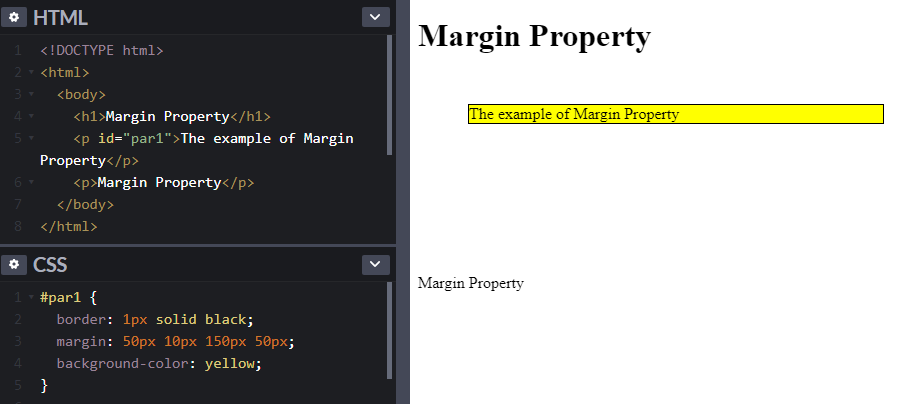 HTML
1 <!DOCTYPE html>
2 <html>
3 <body>
4 <h1>Margin Property</h1>
5 <p id="par1">The example of Margin
Property</p>
6 <p>Margin Property</p>
7 </body>
8 </html>
CSS
1 #par1 {
2 border: 1px solid black;
3 margin: 50px 10px 150px 50px;
4 background-color: yellow;
5 }
Margin Property
The example of Margin Property
Margin Property